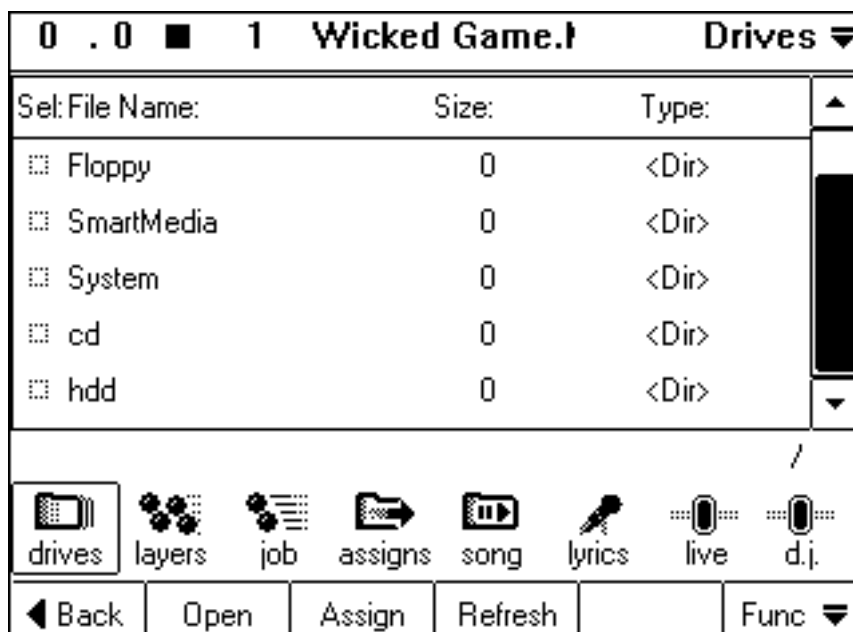 0 . 0 ■ 1 Wicked Game. Drives
Sel: File Name: Size: Type:
Floppy 0 <Dir>
SmartMedia 0 <Dir>
System 0 <Dir>
cd 0 <Dir>
hdd 0 <Dir>
/
drives layers job assigns song lyrics live d.j.
Back Open Assign Refresh Func